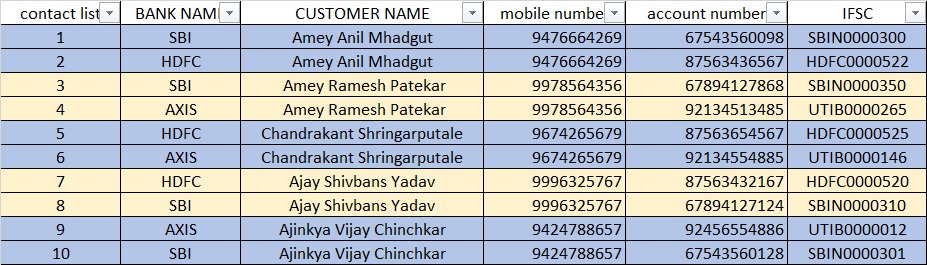 contact list BANK NAM CUSTOMER NAME mobile numbe account number IFSC
1 SBI Amey Anil Mhadgut 9476664269 67543560098 SBIN0000300
2 HDFC Amey Anil Mhadgut 9476664269 87563436567 HDFC0000522
3 SBI Amey Ramesh Patekar 9978564356 67894127868 SBIN0000350
4 AXIS Amey Ramesh Patekar 9978564356 92134513485 UTIB0000265
5 HDFC Chandrakant Shringarputale 9674265679 87563654567 HDFC0000525
6 AXIS Chandrakant Shringarputale 9674265679 92134554885 UTIB0000146
7 HDFC Ajay Shivbans Yadav 9996325767 87563432167 HDFC0000520
8 SBI Ajay Shivbans Yadav 9996325767 67894127124 SBIN0000310
9 AXIS Ajinkya Vijay Chinchkar 9424788657 92456554886 UTIB0000012
10 SBI Ajinkya Vijay Chinchkar 9424788657 67543560128 SBIN0000301